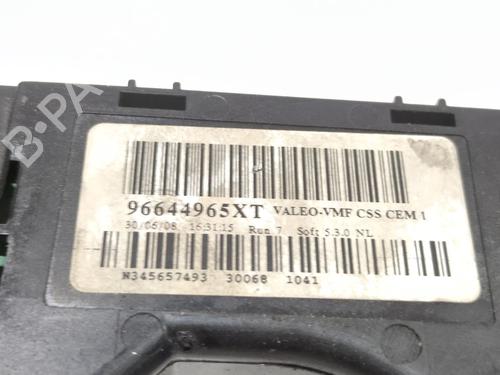 B-PARTS
96644965XT VALEO-VMF CSS CEM 1
30/06/08 16:31:15 Run 7 Soft 5.3.0 NL
N345657493 30068 1041